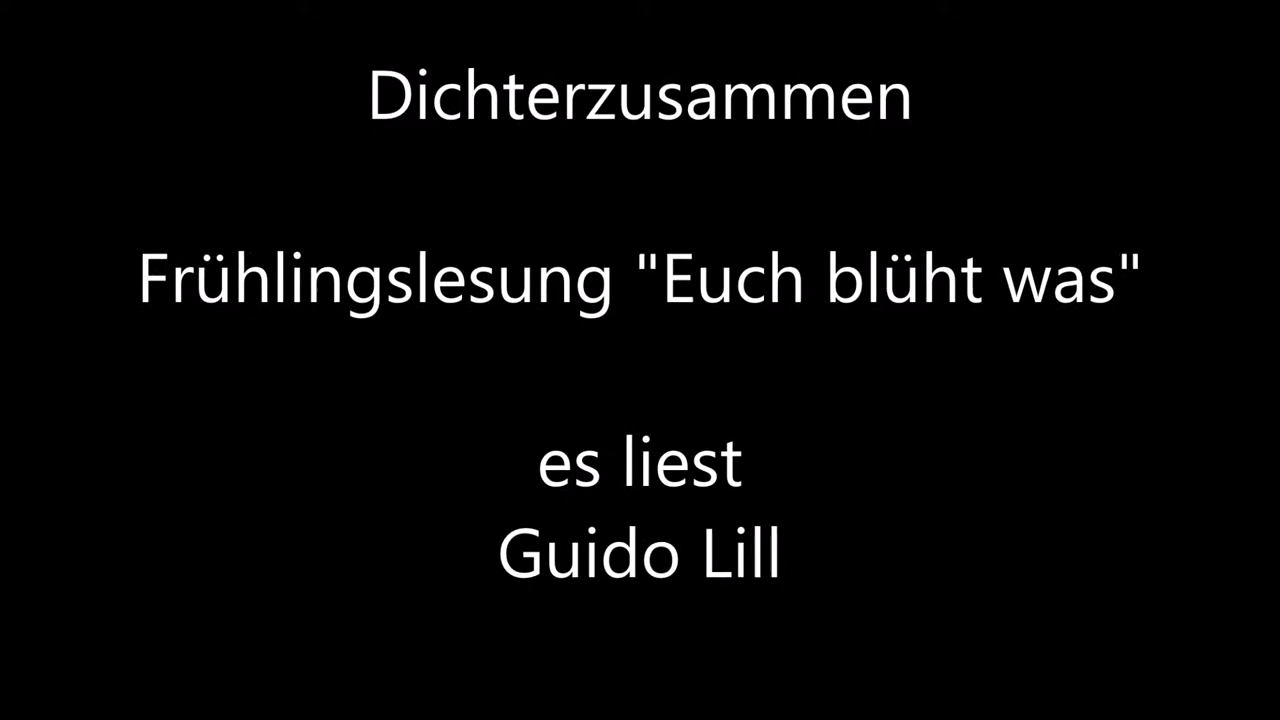 Dichterzusammen
Frühlingslesung "Euch blüht was"
es liest
Guido Lill